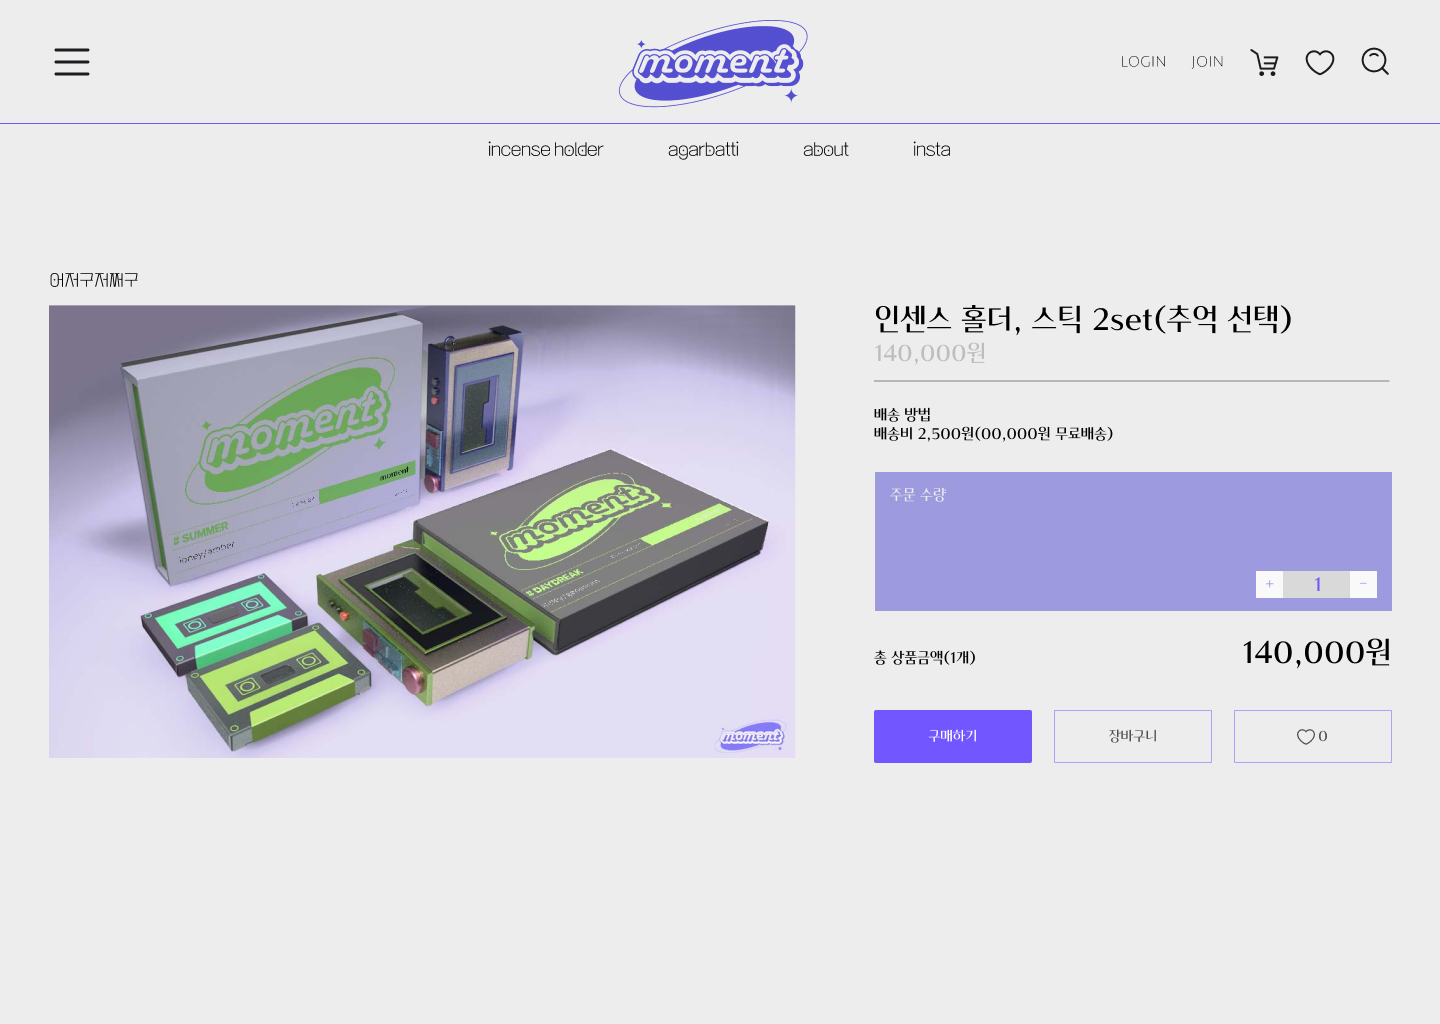 moment
LOGIN JOIN
incense holder agarbatti about insta
어저구저쩌구
인센스 홀더, 스틱 2set(추억 선택)
140,000원
배송 방법
배송비 2,500원(00,000원 무료배송)
주문 수량
+ 1 −
총 상품금액(1개) 140,000원
구매하기 장바구니 0
moment
moment
# SUMMER
honey/amber
moment
# DAYDREAK
moment